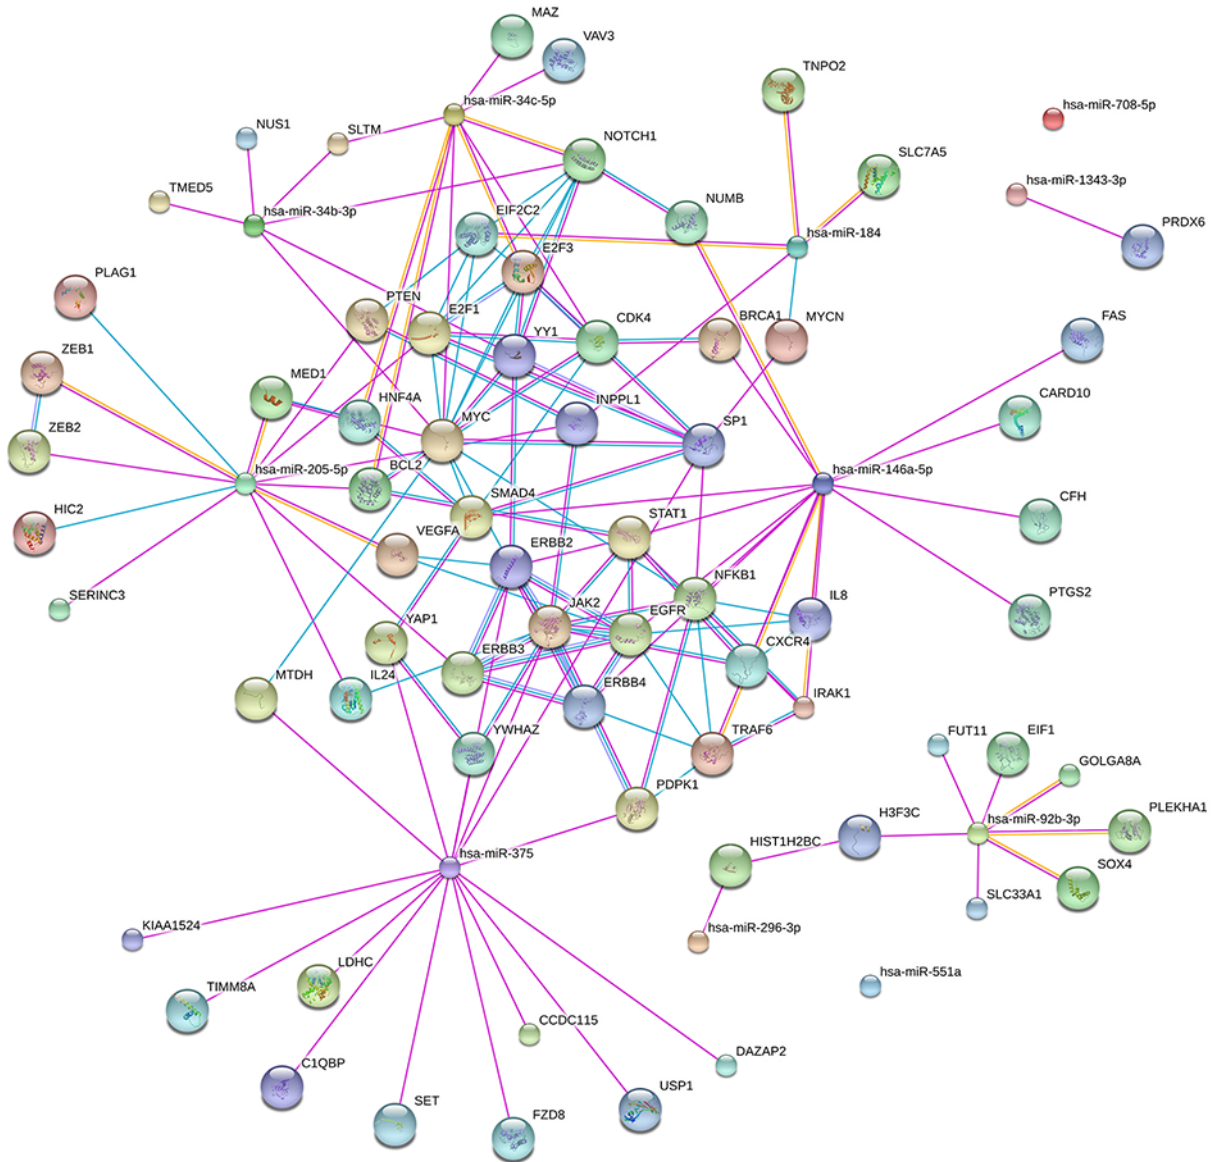 MAZ
VAV3
TNPO2
hsa-miR-34c-5p
hsa-miR-708-5p
NUS1
SLTM
NOTCH1
SLC7A5
TMED5
hsa-miR-1343-3p
NUMB
hsa-miR-34b-3p
EIF2C2
hsa-miR-184
PRDX6
E2F3
PLAG1
PTEN
E2F1
CDK4
BRCA1
MYCN
FAS
YY1
ZEB1
MED1
HNF4A
CARD10
MYC
INPPL1
SP1
ZEB2
hsa-miR-205-5p
BCL2
hsa-miR-146a-5p
SMAD4
HIC2
STAT1
CFH
VEGFA
ERBB2
NFKB1
SERINC3
JAK2
EGFR
IL8
PTGS2
YAP1
CXCR4
ERBB3
MTDH
IL24
ERBB4
IRAK1
YWHAZ
TRAF6
FUT11
EIF1
GOLGA8A
PDPK1
H3F3C
hsa-miR-92b-3p
PLEKHA1
HIST1H2BC
hsa-miR-375
SOX4
SLC33A1
KIAA1524
hsa-miR-296-3p
LDHC
hsa-miR-551a
TIMM8A
CCDC115
DAZAP2
C1QBP
SET
FZD8
USP1